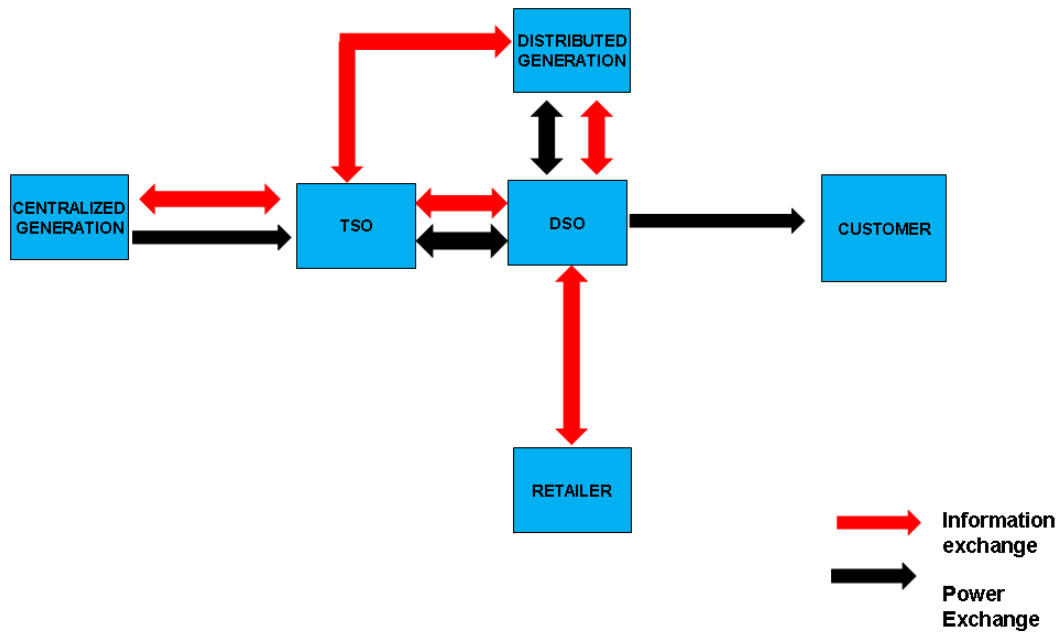 DISTRIBUTED
GENERATION
CENTRALIZED
GENERATION
TSO
DSO
CUSTOMER
RETAILER
Information
exchange
Power
Exchange